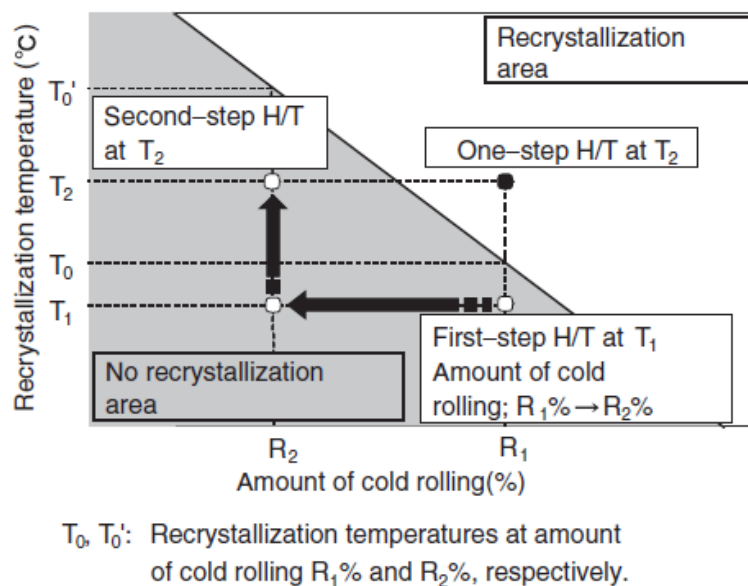 Recrystallization temperature (°C)
Recrystallization
area
T₀'
Second–step H/T
at T₂
One–step H/T at T₂
T₂
T₀
T₁
First–step H/T at T₁
Amount of cold
rolling; R₁%→R₂%
No recrystallization
area
R₂
R₁
Amount of cold rolling(%)
T₀, T₀': Recrystallization temperatures at amount
of cold rolling R₁% and R₂%, respectively.